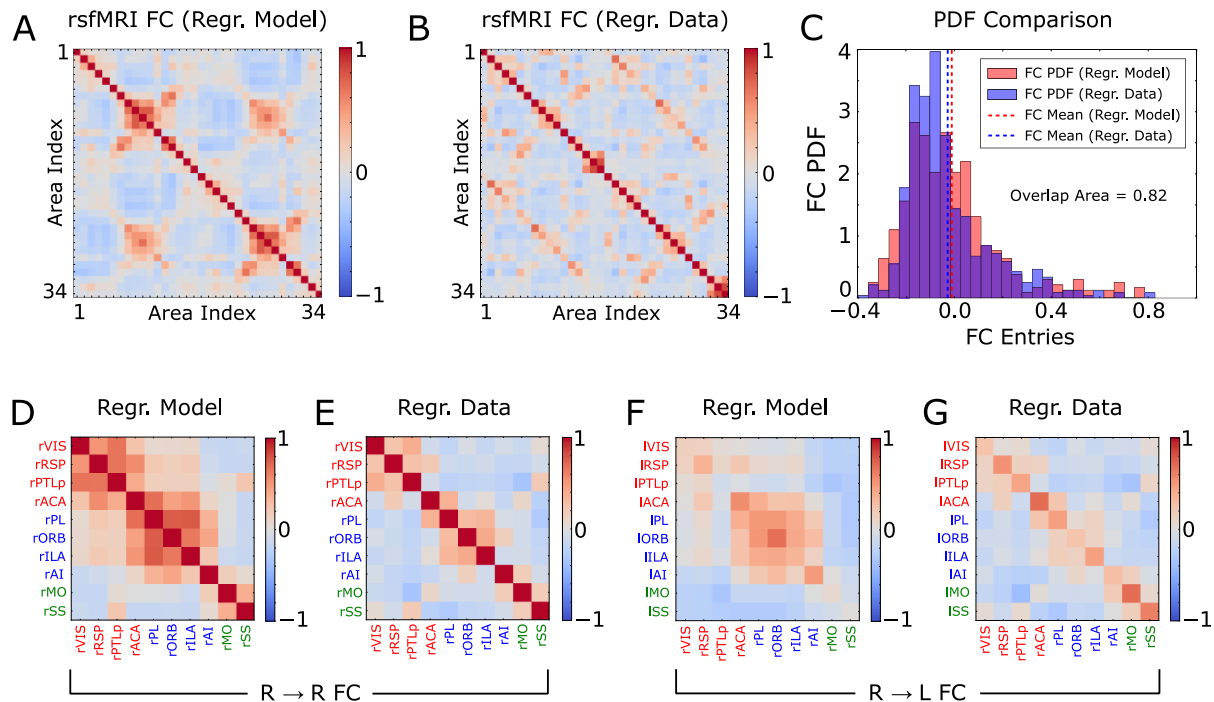 A
rsfMRI FC (Regr. Model)
1
34
Area Index
1
Area Index
34
1
0
−1
B
rsfMRI FC (Regr. Data)
1
34
Area Index
1
Area Index
34
1
0
−1
C
PDF Comparison
4
3
2
1
0
FC PDF
−0.4
0.0
0.4
0.8
FC Entries
FC PDF (Regr. Model)
FC PDF (Regr. Data)
FC Mean (Regr. Model)
FC Mean (Regr. Data)
Overlap Area = 0.82
D
Regr. Model
rVIS
rRSP
rPTLp
rACA
rPL
rORB
rILA
rAI
rMO
rSS
rVIS
rRSP
rPTLp
rACA
rPL
rORB
rILA
rAI
rMO
rSS
1
0
−1
E
Regr. Data
rVIS
rRSP
rPTLp
rACA
rPL
rORB
rILA
rAI
rMO
rSS
rVIS
rRSP
rPTLp
rACA
rPL
rORB
rILA
rAI
rMO
rSS
1
0
−1
R → R FC
F
Regr. Model
lVIS
lRSP
lPTLp
lACA
lPL
lORB
lILA
lAI
lMO
lSS
rVIS
rRSP
rPTLp
rACA
rPL
rORB
rILA
rAI
rMO
rSS
1
0
−1
G
Regr. Data
lVIS
lRSP
lPTLp
lACA
lPL
lORB
lILA
lAI
lMO
lSS
rVIS
rRSP
rPTLp
rACA
rPL
rORB
rILA
rAI
rMO
rSS
1
0
−1
R → L FC